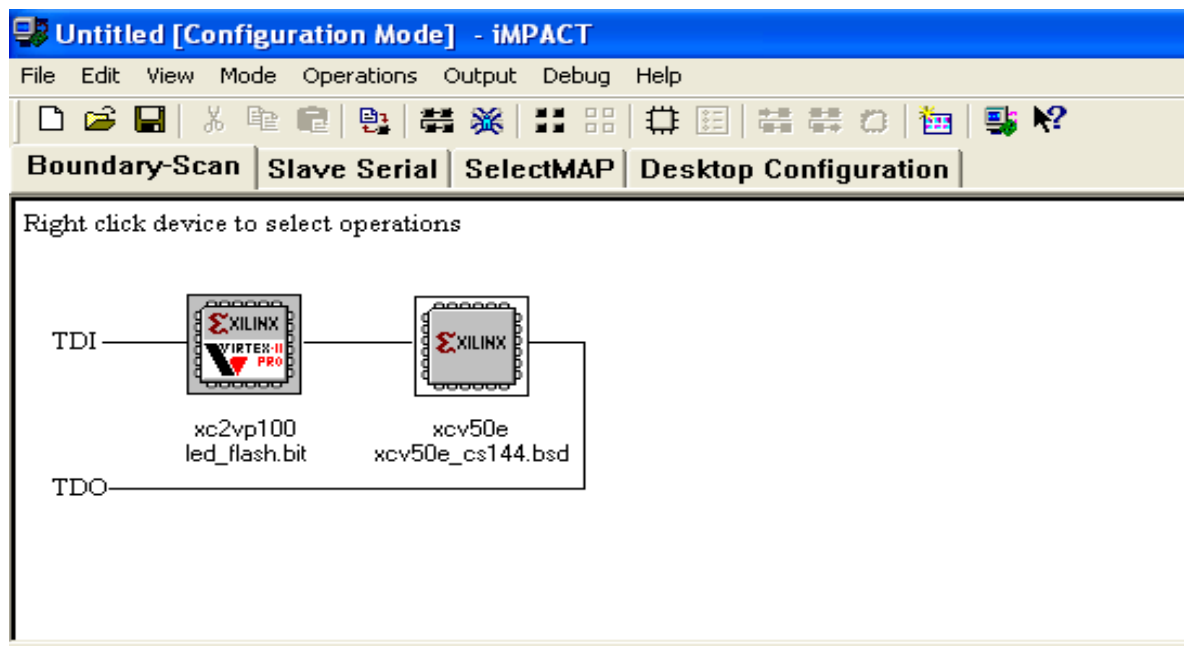 Untitled [Configuration Mode] - iMPACT
File Edit View Mode Operations Output Debug Help
Boundary-Scan Slave Serial SelectMAP Desktop Configuration
Right click device to select operations
TDI
XILINX
VIRTEX-II
PRO
XILINX
xc2vp100 xcv50e
led_flash.bit xcv50e_cs144.bsd
TDO